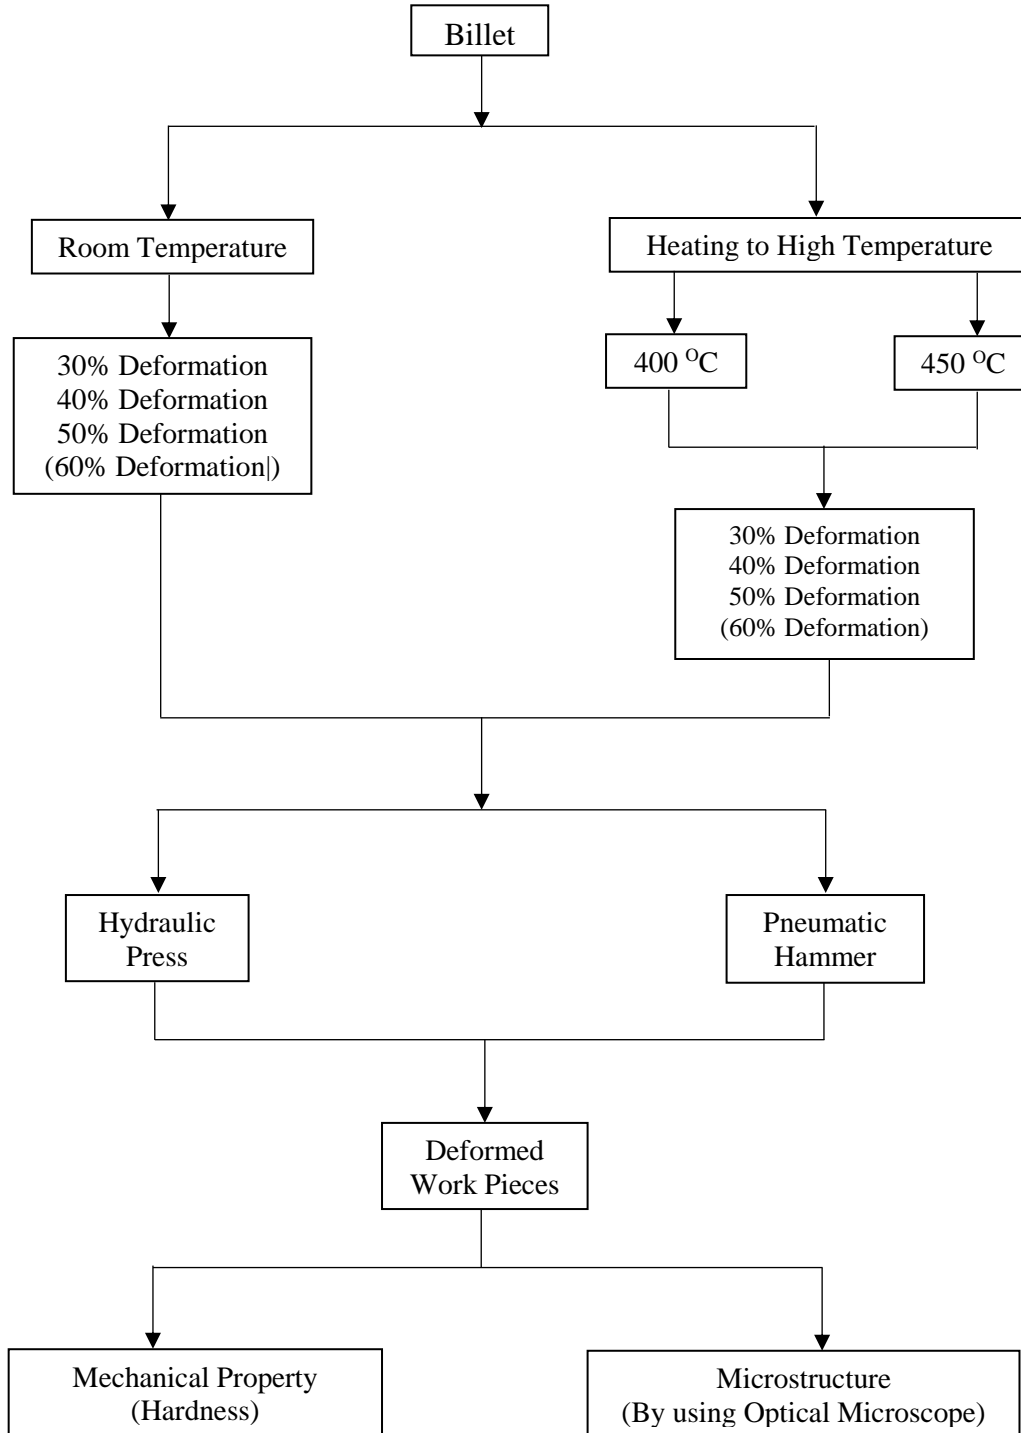 Billet
Room Temperature
Heating to High Temperature
30% Deformation
40% Deformation
50% Deformation
(60% Deformation|)
400 ᴼC
450 ᴼC
30% Deformation
40% Deformation
50% Deformation
(60% Deformation)
Hydraulic
Press
Pneumatic
Hammer
Deformed
Work Pieces
Mechanical Property
(Hardness)
Microstructure
(By using Optical Microscope)